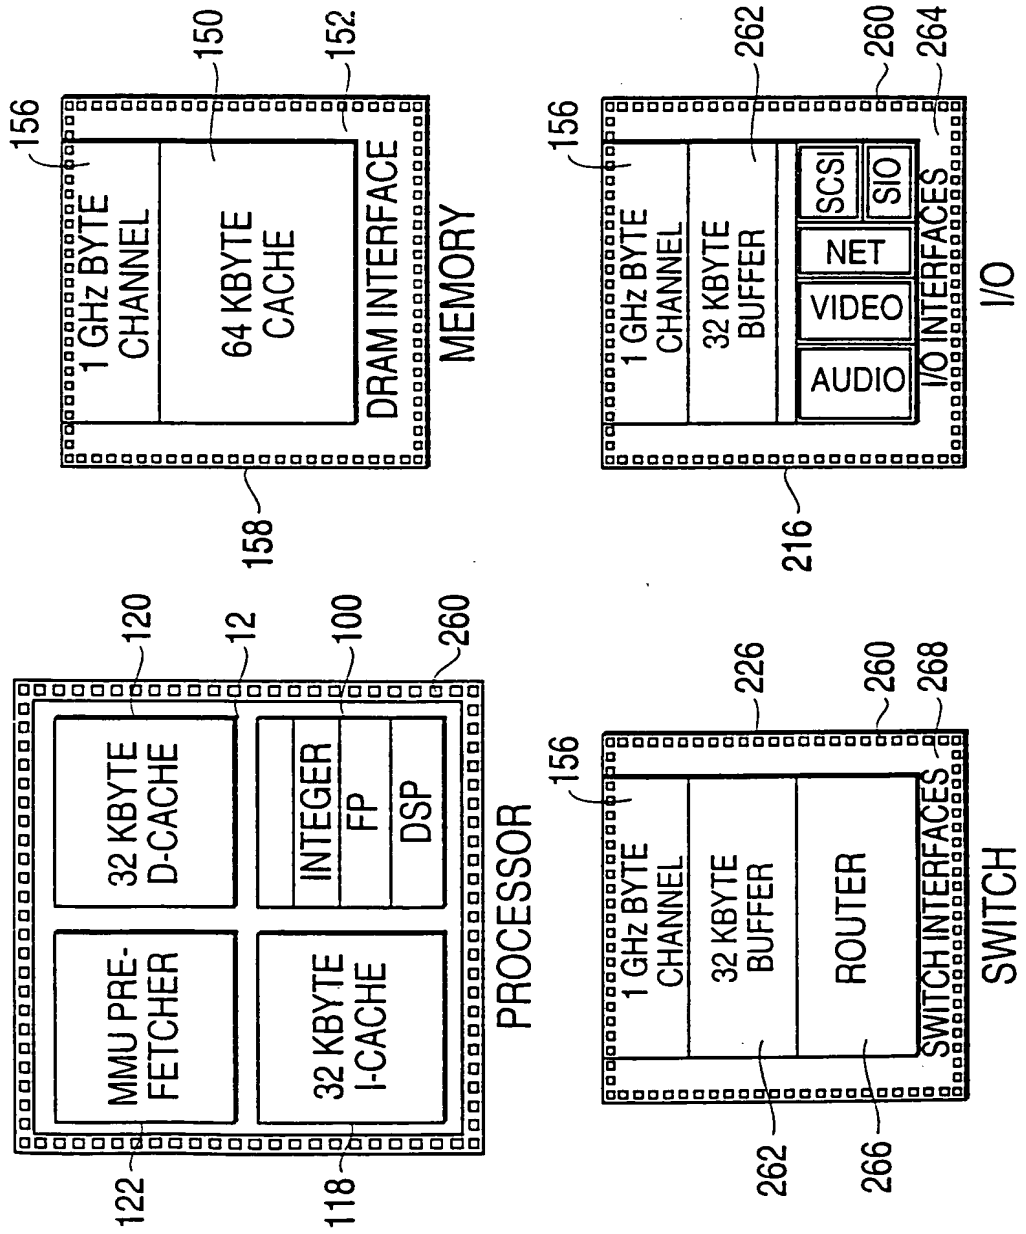 122
MMU PRE-
FETCHER
32 KBYTE
D-CACHE
120
12
118
32 KBYTE
I-CACHE
INTEGER
FP
DSP
100
260
PROCESSOR
156
1 GHz BYTE
CHANNEL
150
64 KBYTE
CACHE
152
158
DRAM INTERFACE
MEMORY
156
1 GHz BYTE
CHANNEL
226
262
32 KBYTE
BUFFER
260
266
ROUTER
268
SWITCH INTERFACES
SWITCH
156
1 GHz BYTE
CHANNEL
262
32 KBYTE
BUFFER
216
260
AUDIO
VIDEO
NET
SCSI
SIO
264
I/O INTERFACES
I/O